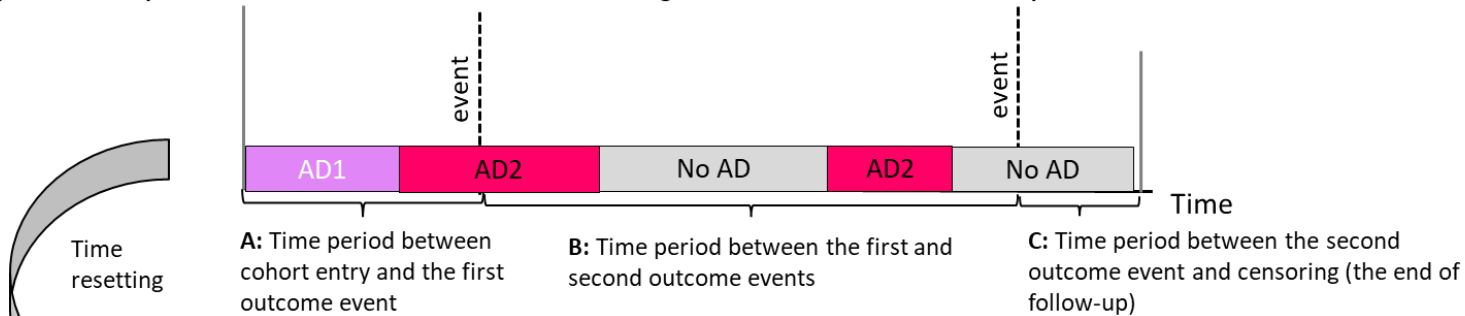 event
event
AD1 AD2 No AD AD2 No AD
Time
Time
resetting
A: Time period between
cohort entry and the first
outcome event
B: Time period between the first and
second outcome events
C: Time period between the second
outcome event and censoring (the end of
follow-up)